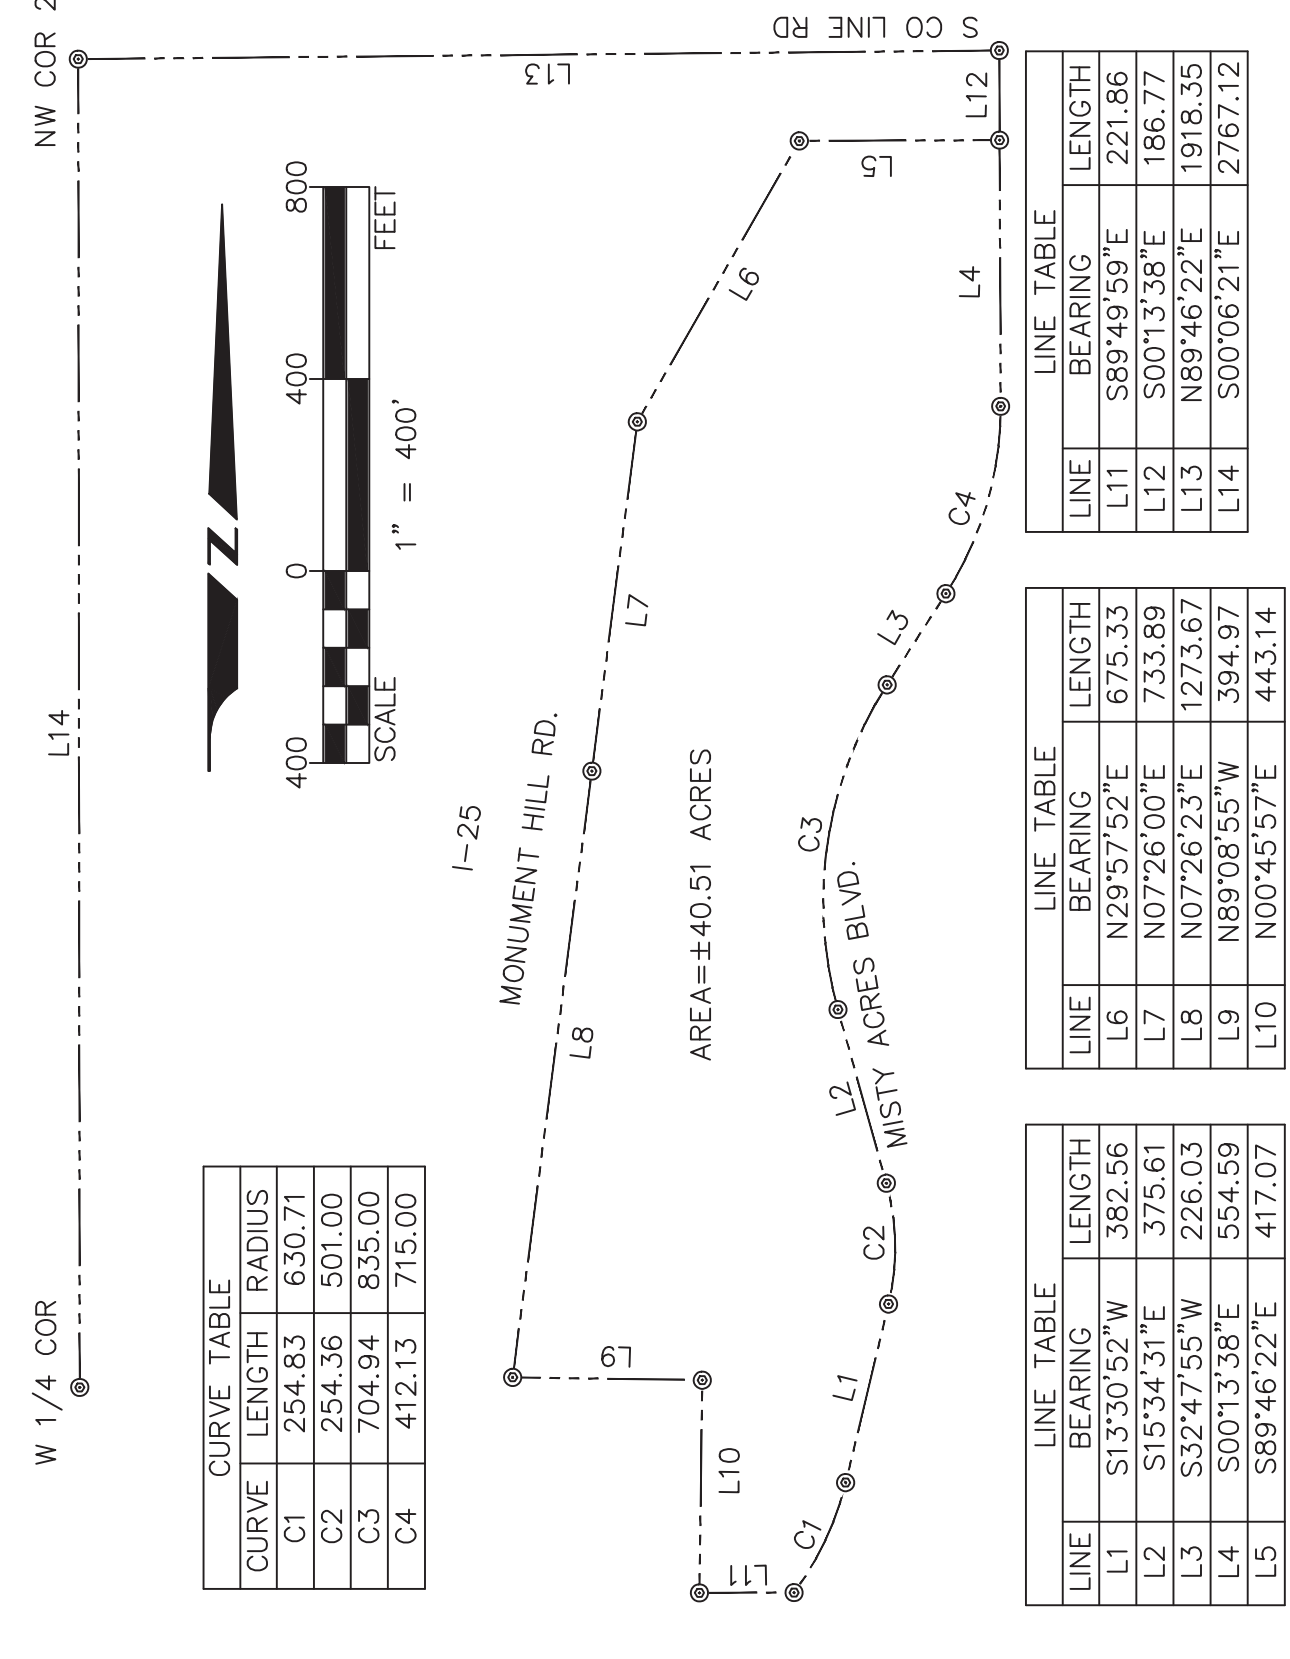 W 1/4 COR
NW COR 2
L14
L13
S CO LINE RD
L12
L5
L4
L6
L7
L8
L9
L10
L11
C1
L1
C2
L2
C3
L3
C4
N
400 0 400 800
SCALE FEET
1" = 400'
I-25
MONUMENT HILL RD.
AREA=±40.51 ACRES
MISTY ACRES BLVD.
CURVE TABLE
CURVE LENGTH RADIUS
C1 254.83 630.71
C2 254.36 501.00
C3 704.94 835.00
C4 412.13 715.00
LINE TABLE
LINE BEARING LENGTH
L1 S13°30'52"W 382.56
L2 S15°34'31"E 375.61
L3 S32°47'55"W 226.03
L4 S00°13'38"E 554.59
L5 S89°46'22"E 417.07
LINE TABLE
LINE BEARING LENGTH
L6 N29°57'52"E 675.33
L7 N07°26'00"E 733.89
L8 N07°26'23"E 1273.67
L9 N89°08'55"W 394.97
L10 N00°45'57"E 443.14
LINE TABLE
LINE BEARING LENGTH
L11 S89°49'59"E 221.86
L12 S00°13'38"E 186.77
L13 N89°46'22"E 1918.35
L14 S00°06'21"E 2767.12